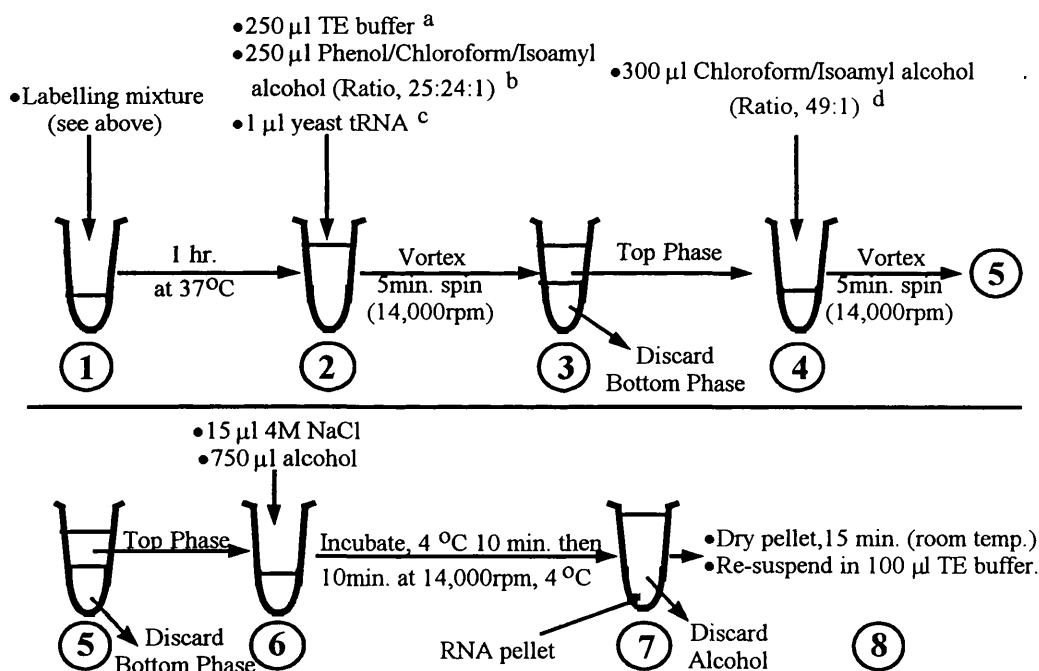 •250 µl TE buffer a
•250 µl Phenol/Chloroform/Isoamyl
alcohol (Ratio, 25:24:1) b
•1 µl yeast tRNA c
•Labelling mixture
(see above)
•300 µl Chloroform/Isoamyl alcohol
(Ratio, 49:1) d
1 hr.
at 37°C
Vortex
5min. spin
(14,000rpm)
Top Phase
Vortex
5min. spin
(14,000rpm)
5
Discard
Bottom Phase
1
2
3
4
•15 µl 4M NaCl
•750 µl alcohol
Top Phase
Incubate, 4 °C 10 min. then
10min. at 14,000rpm, 4°C
•Dry pellet,15 min. (room temp.)
•Re-suspend in 100 µl TE buffer.
5
Discard
Bottom Phase
6
RNA pellet
7
Discard
Alcohol
8